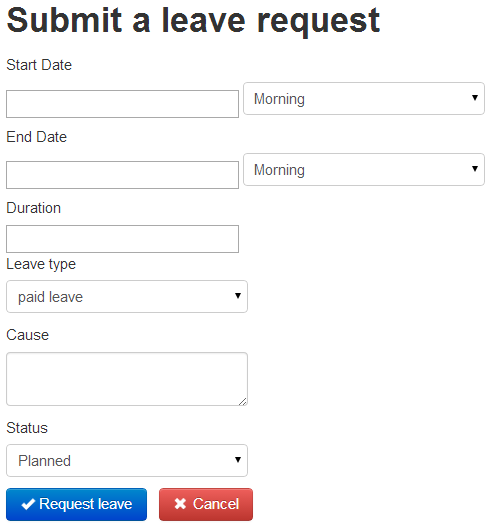 Submit a leave request
Start Date
Morning
End Date
Morning
Duration
Leave type
paid leave
Cause
Status
Planned
Request leave Cancel